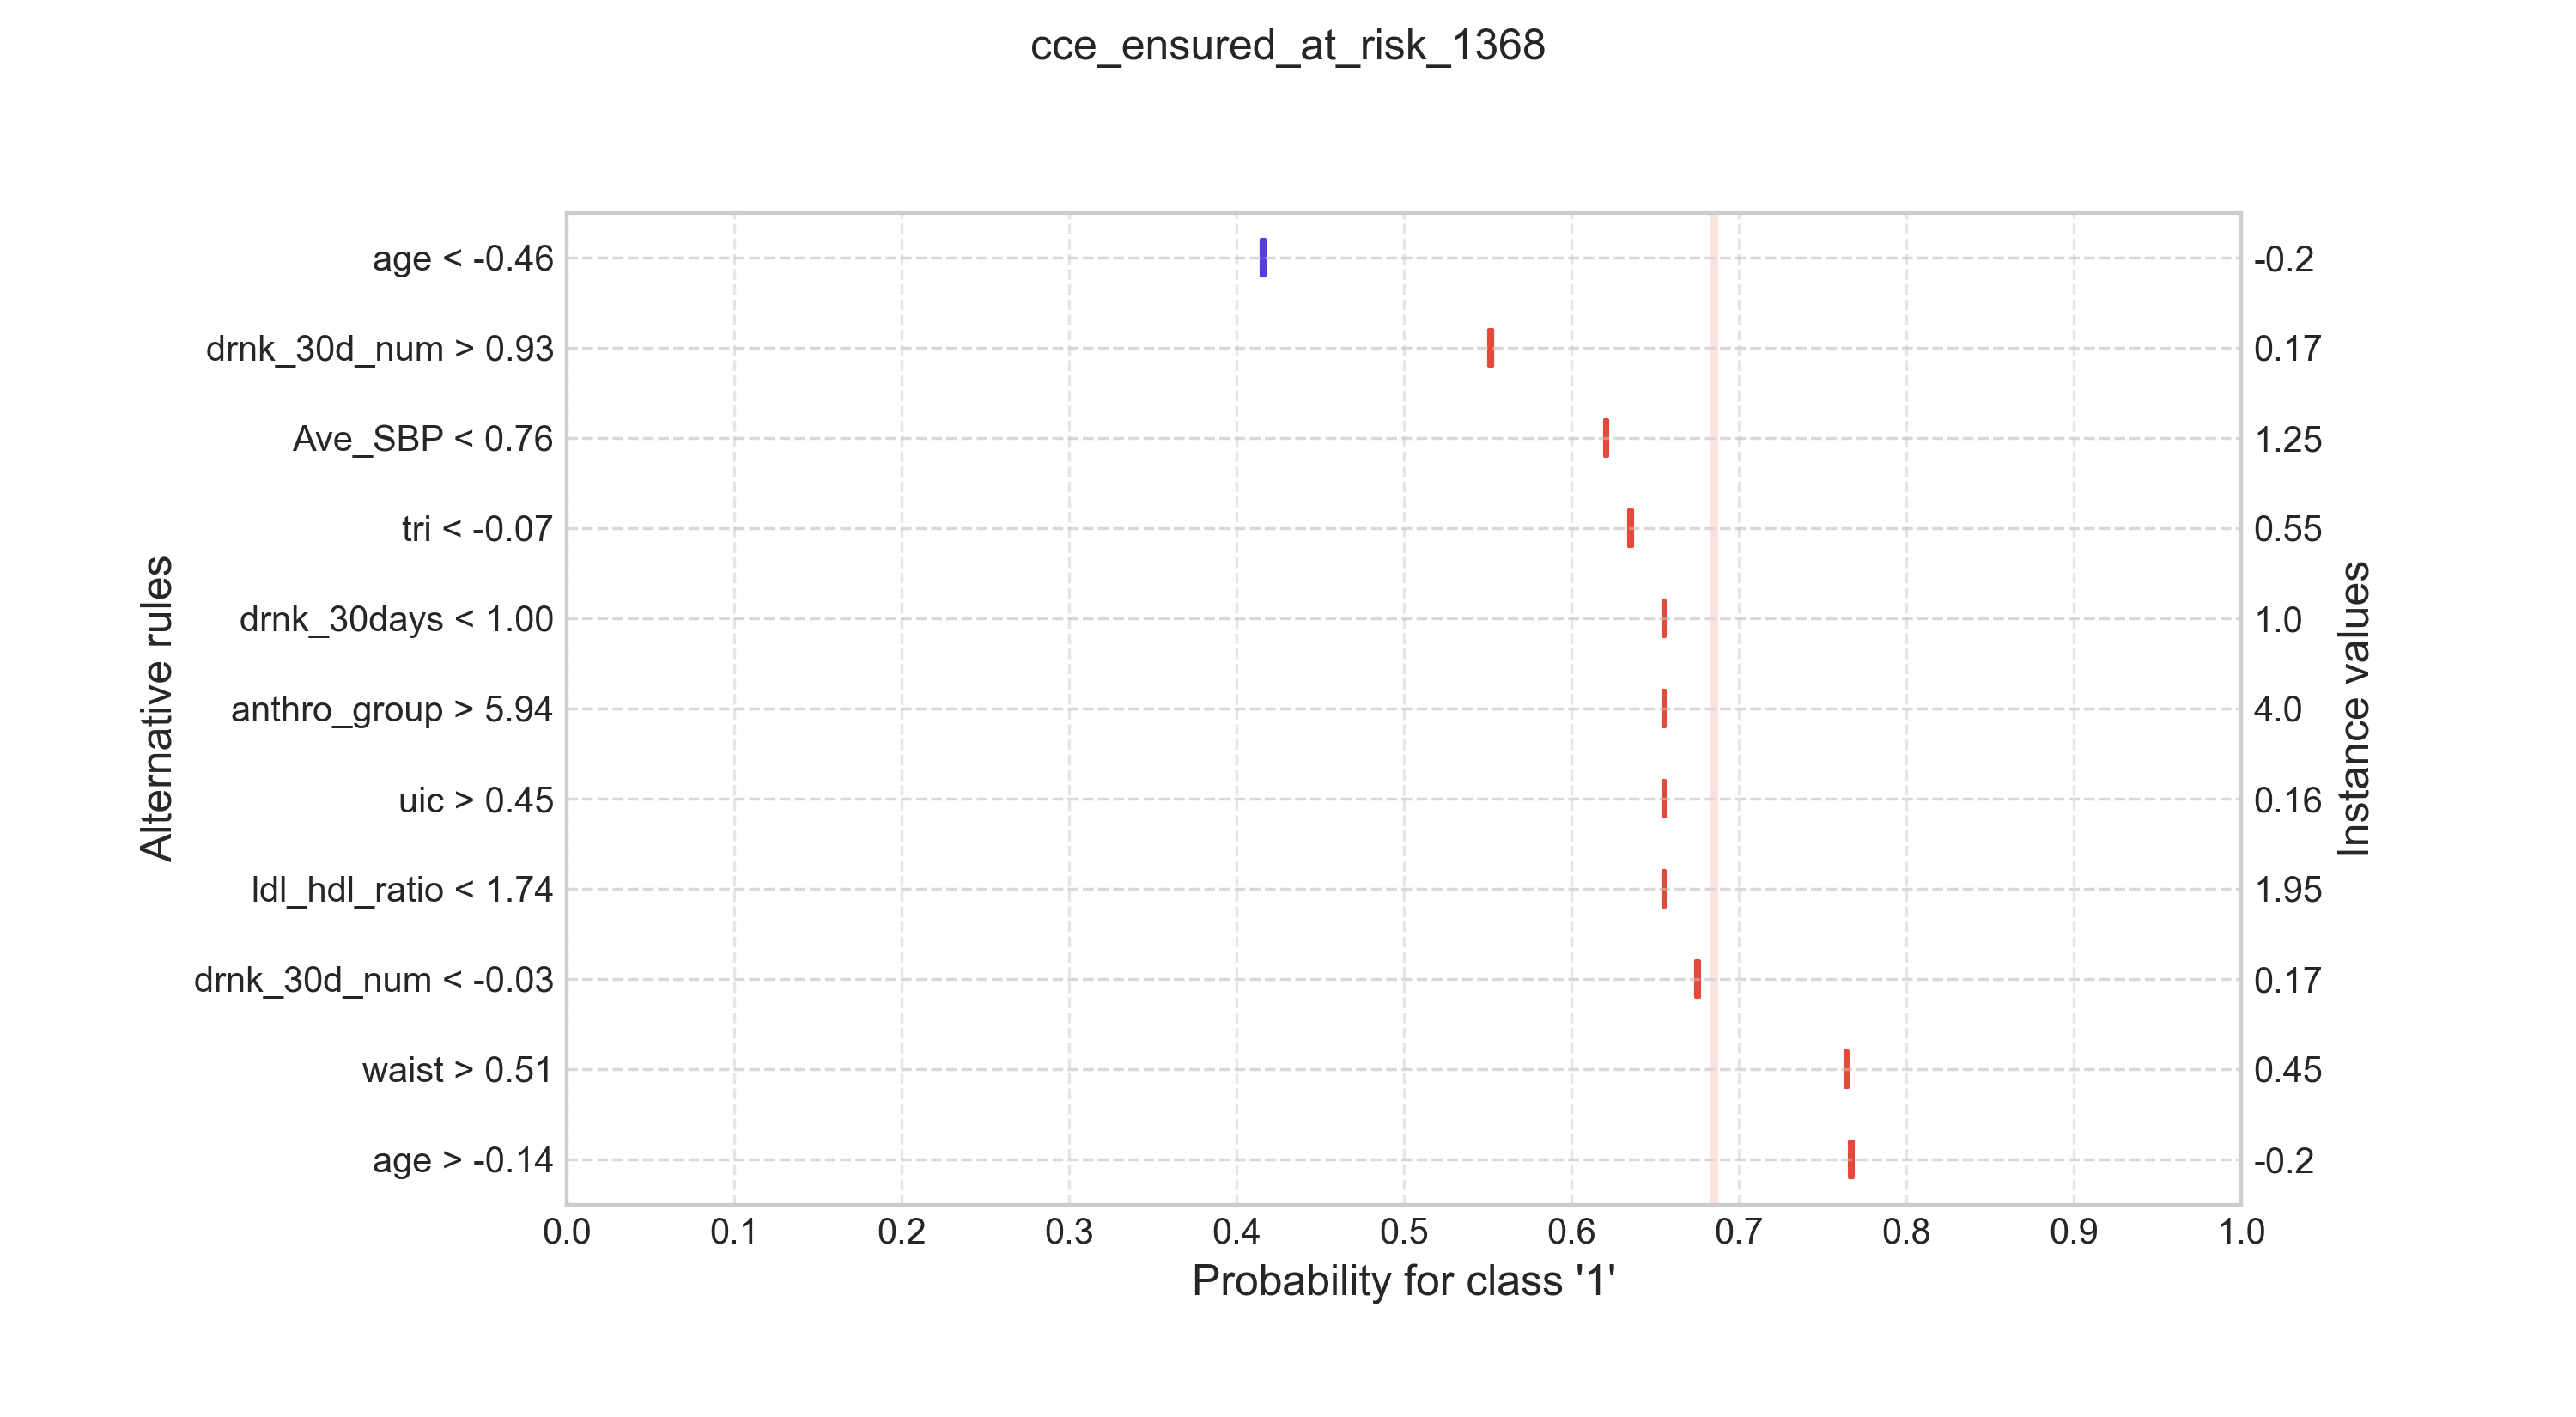 cce_ensured_at_risk_1368
age < -0.46
-0.2
drnk_30d_num > 0.93
0.17
Ave_SBP < 0.76
1.25
tri < -0.07
0.55
drnk_30days < 1.00
1.0
anthro_group > 5.94
4.0
uic > 0.45
0.16
ldl_hdl_ratio < 1.74
1.95
drnk_30d_num < -0.03
0.17
waist > 0.51
0.45
age > -0.14
-0.2
Alternative rules
Instance values
0.0 0.1 0.2 0.3 0.4 0.5 0.6 0.7 0.8 0.9 1.0
Probability for class '1'